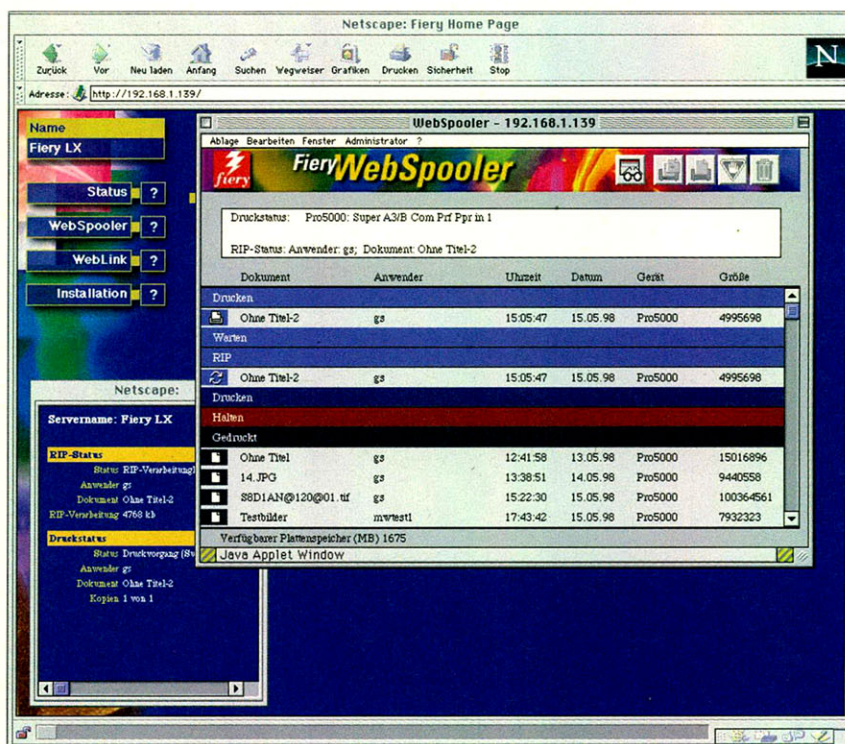 Netscape: Fiery Home Page
Zurück Vor Neu laden Anfang Suchen Wegweiser Grafiken Drucken Sicherheit Stop
N
Adresse: http://192.168.1.139/
Name
Fiery LX
Status ?
WebSpooler ?
WebLink ?
Installation ?
WebSpooler - 192.168.1.139
Ablage Bearbeiten Fenster Administrator ?
fiery
Fiery WebSpooler
Druckstatus: Pro5000: Super A3/B Com Prf Ppr in 1
RIP-Status: Anwender: gs; Dokument: Ohne Titel-2
Dokument Anwender Uhrzeit Datum Gerät Größe
Drucken
Ohne Titel-2 gs 15:05:47 15.05.98 Pro5000 4995698
Warten
RIP
Ohne Titel-2 gs 15:05:47 15.05.98 Pro5000 4995698
Drucken
Halten
Gedruckt
Ohne Titel gs 12:41:58 13.05.98 Pro5000 15016896
14.JPG gs 13:38:51 14.05.98 Pro5000 9440558
S8D1AN@120@01.tif gs 15:22:30 15.05.98 Pro5000 100364561
Testbilder mwtest1 17:43:42 15.05.98 Pro5000 7932323
Verfügbarer Plattenspeicher (MB) 1675
Java Applet Window
Netscape:
Servername: Fiery LX
RIP-Status
Status RIP-Verarbeitung
Anwender gs
Dokument Ohne Titel-2
RIP-Verarbeitung 4768 kb
Druckstatus
Status Druckvorgang (Su
Anwender gs
Dokument Ohne Titel-2
Kopien 1 von 1